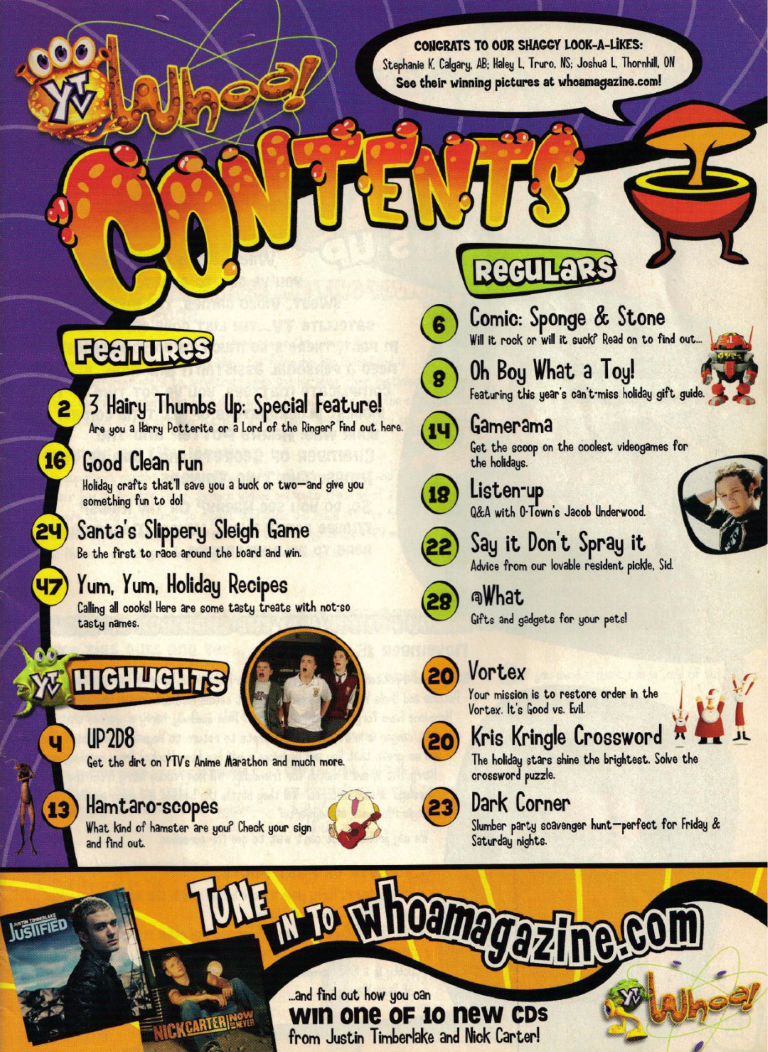 CONGRATS TO OUR SHAGGY LOOK-A-LIKES:
Stephanie K, Calgary, AB; Haley L, Truro, NS; Joshua L, Thornhill, ON
See their winning pictures at whoamagazine.com!
YTV Whoa!
CONTENTS
FEATURES
2 3 Hairy Thumbs Up: Special Feature!
Are you a Harry Potterite or a Lord of the Ringer? Find out here.
16 Good Clean Fun
Holiday crafts that'll save you a buck or two—and give you
something fun to do!
24 Santa's Slippery Sleigh Game
Be the first to race around the board and win.
47 Yum, Yum, Holiday Recipes
Calling all cooks! Here are some tasty treats with not-so
tasty names.
YTV HIGHLIGHTS
4 UP2D8
Get the dirt on YTV's Anime Marathon and much more.
13 Hamtaro-scopes
What kind of hamster are you? Check your sign
and find out.
REGULARS
6 Comic: Sponge & Stone
Will it rock or will it suck? Read on to find out...
8 Oh Boy What a Toy!
Featuring this year's can't-miss holiday gift guide.
14 Gamerama
Get the scoop on the coolest videogames for
the holidays.
18 Listen-up
Q&A with O-Town's Jacob Underwood.
22 Say it Don't Spray it
Advice from our lovable resident pickle, Sid.
28 @What
Gifts and gadgets for your pets!
20 Vortex
Your mission is to restore order in the
Vortex. It's Good vs. Evil.
20 Kris Kringle Crossword
The holiday stars shine the brightest. Solve the
crossword puzzle.
23 Dark Corner
Slumber party scavenger hunt—perfect for Friday &
Saturday nights.
TUNE IN TO whoamagazine.com
JUSTIN TIMBERLAKE
JUSTIFIED
NICK CARTER NOW OR NEVER
...and find out how you can
WIN ONE OF 10 NEW CDs
from Justin Timberlake and Nick Carter!
YTV Whoa!